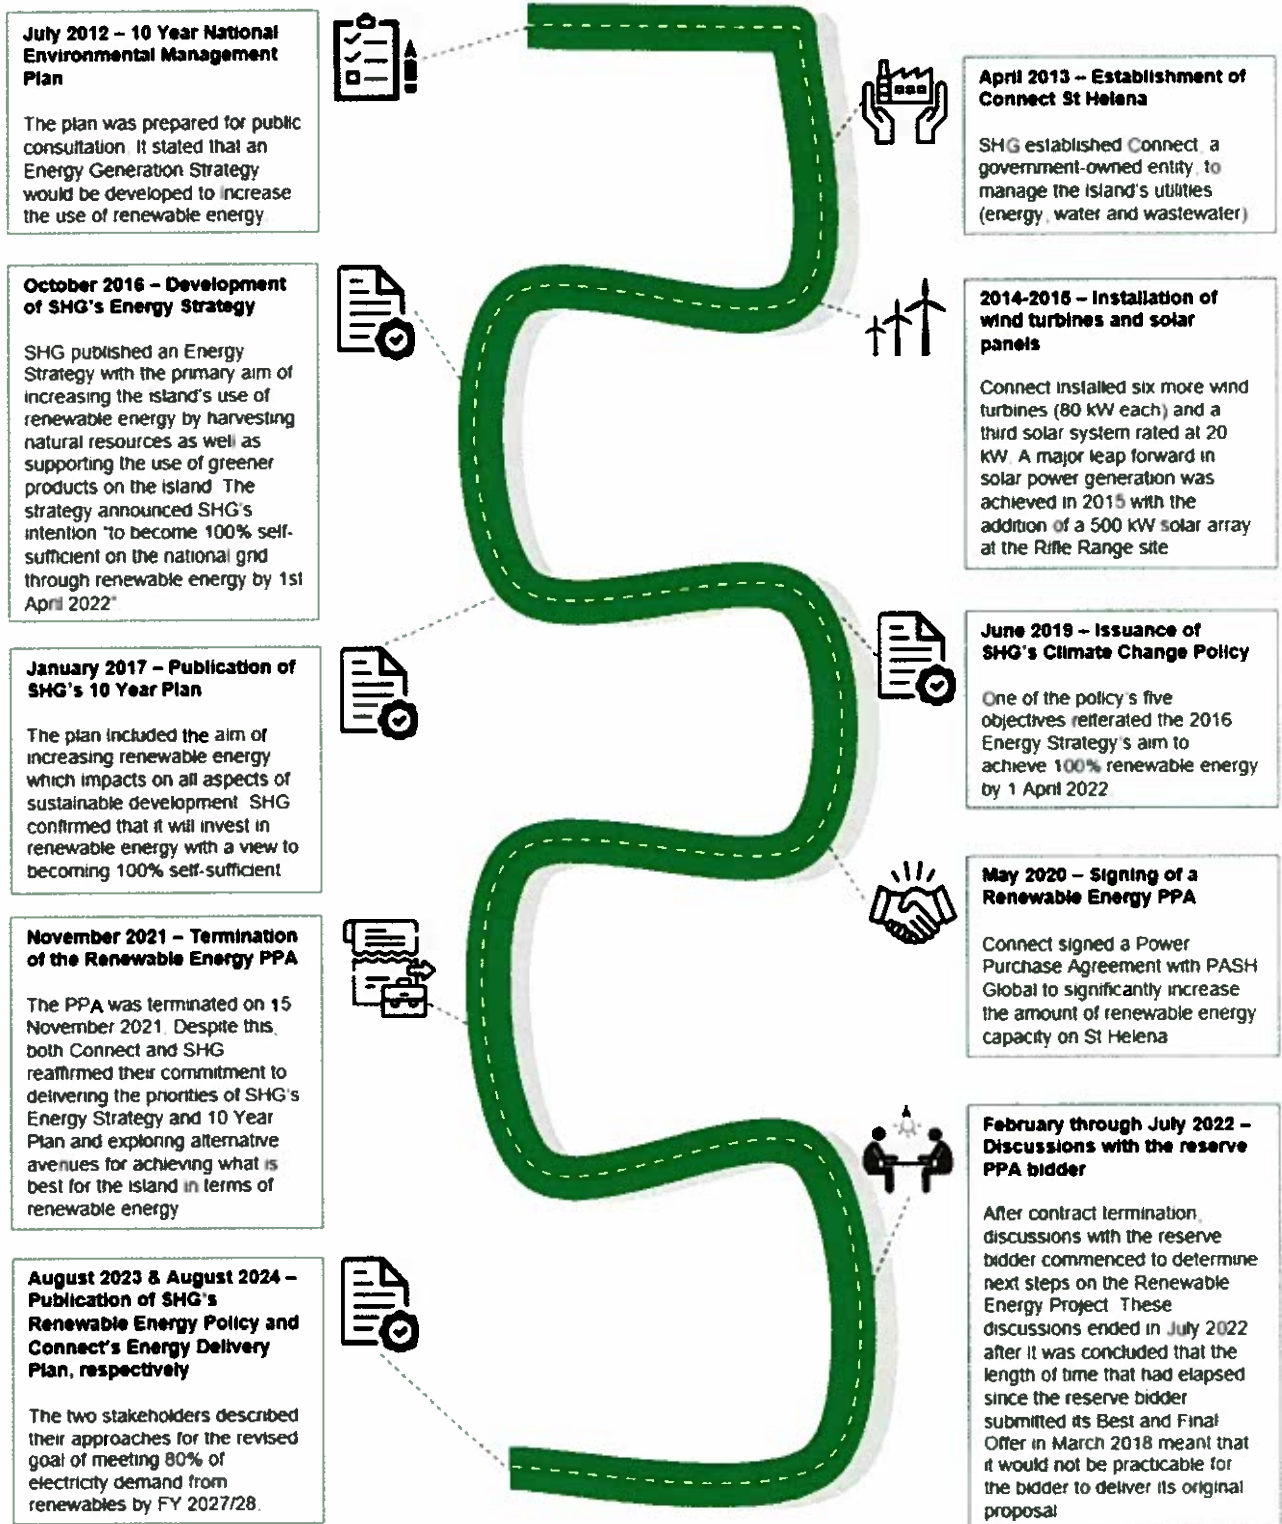 July 2012 – 10 Year National
Environmental Management
Plan
The plan was prepared for public
consultation. It stated that an
Energy Generation Strategy
would be developed to increase
the use of renewable energy
April 2013 – Establishment of
Connect St Helena
SHG established Connect, a
government-owned entity, to
manage the island's utilities
(energy, water and wastewater)
2014-2015 – Installation of
wind turbines and solar
panels
Connect installed six more wind
turbines (80 kW each) and a
third solar system rated at 20
kW. A major leap forward in
solar power generation was
achieved in 2015 with the
addition of a 500 kW solar array
at the Rifle Range site
October 2016 – Development
of SHG's Energy Strategy
SHG published an Energy
Strategy with the primary aim of
increasing the island's use of
renewable energy by harvesting
natural resources as well as
supporting the use of greener
products on the island. The
strategy announced SHG's
intention "to become 100% self-
sufficient on the national grid
through renewable energy by 1st
April 2022"
January 2017 – Publication of
SHG's 10 Year Plan
The plan included the aim of
increasing renewable energy
which impacts on all aspects of
sustainable development. SHG
confirmed that it will invest in
renewable energy with a view to
becoming 100% self-sufficient
June 2019 – Issuance of
SHG's Climate Change Policy
One of the policy's five
objectives reiterated the 2016
Energy Strategy's aim to
achieve 100% renewable energy
by 1 April 2022
May 2020 – Signing of a
Renewable Energy PPA
Connect signed a Power
Purchase Agreement with PASH
Global to significantly increase
the amount of renewable energy
capacity on St Helena
November 2021 – Termination
of the Renewable Energy PPA
The PPA was terminated on 15
November 2021. Despite this,
both Connect and SHG
reaffirmed their commitment to
delivering the priorities of SHG's
Energy Strategy and 10 Year
Plan and exploring alternative
avenues for achieving what is
best for the island in terms of
renewable energy
February through July 2022 –
Discussions with the reserve
PPA bidder
After contract termination,
discussions with the reserve
bidder commenced to determine
next steps on the Renewable
Energy Project. These
discussions ended in July 2022
after it was concluded that the
length of time that had elapsed
since the reserve bidder
submitted its Best and Final
Offer in March 2018 meant that
it would not be practicable for
the bidder to deliver its original
proposal
August 2023 & August 2024 –
Publication of SHG's
Renewable Energy Policy and
Connect's Energy Delivery
Plan, respectively
The two stakeholders described
their approaches for the revised
goal of meeting 80% of
electricity demand from
renewables by FY 2027/28.